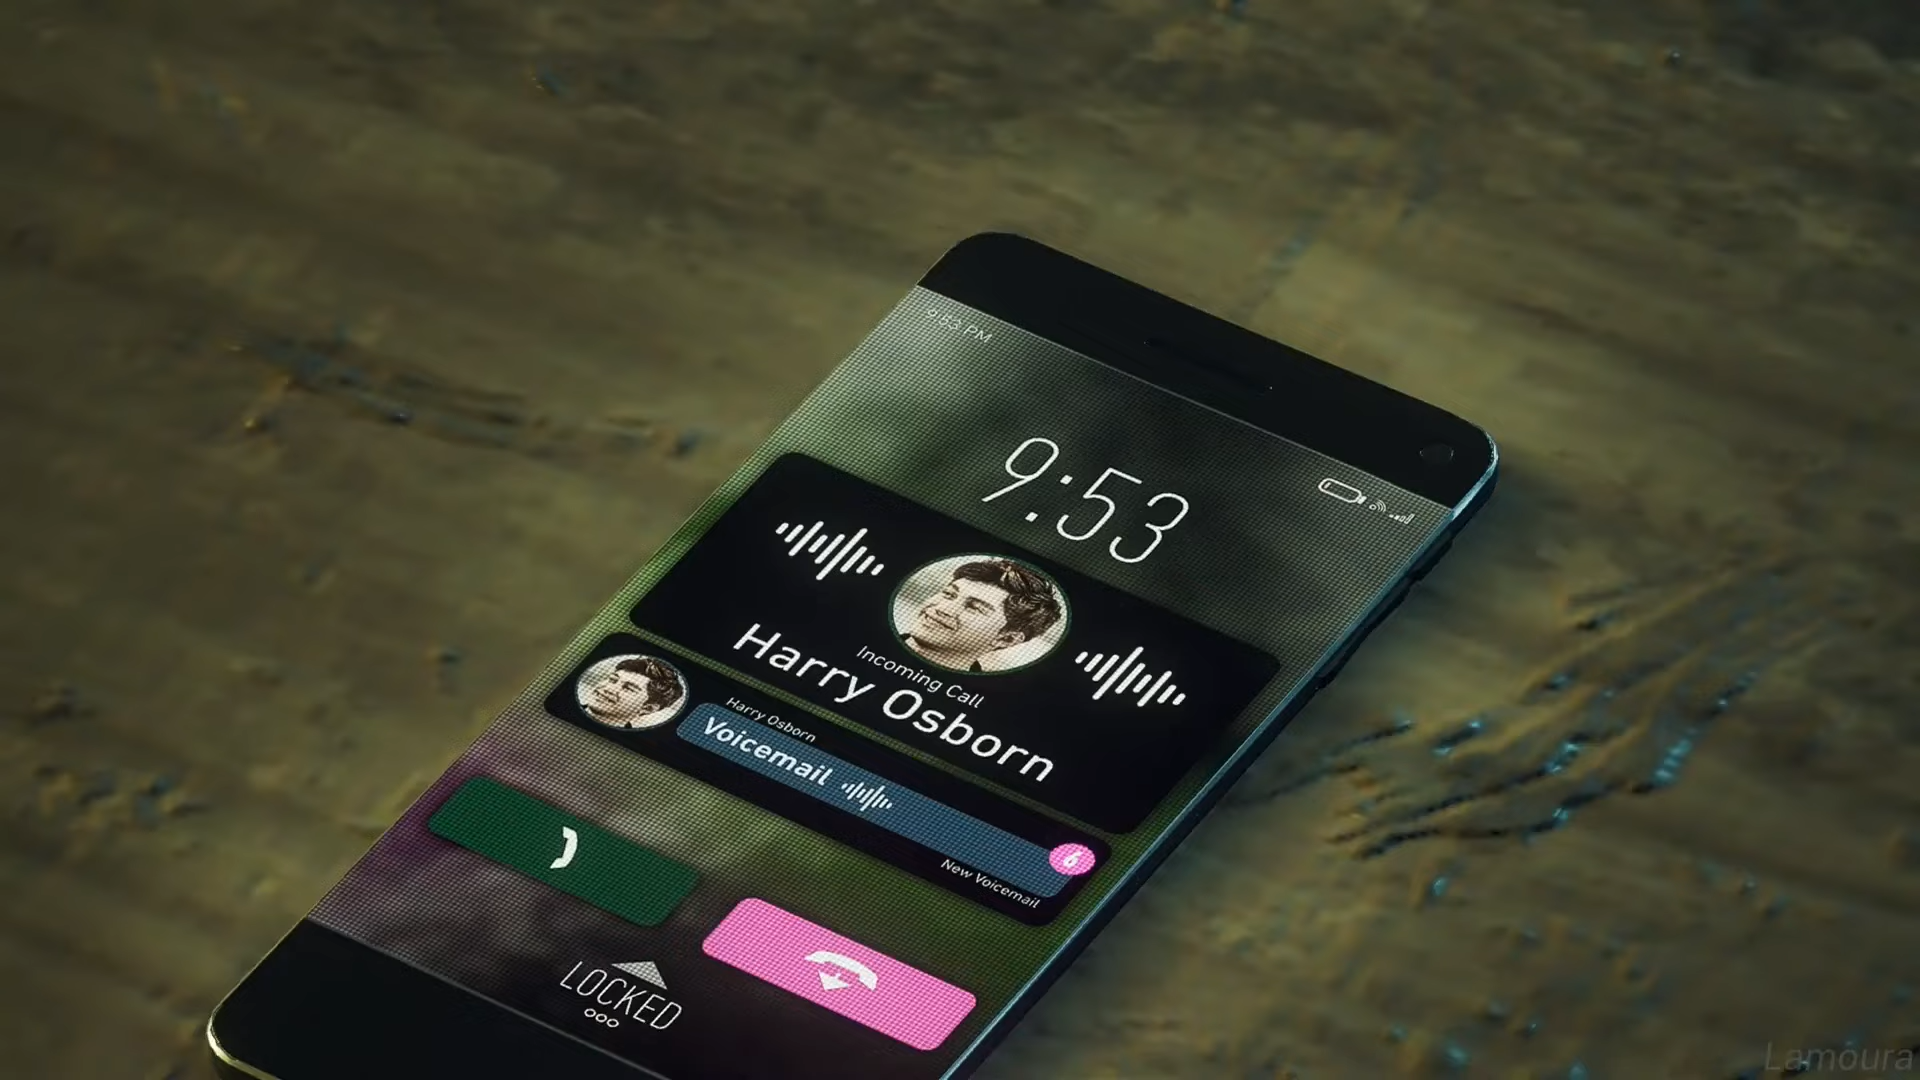 9:53 PM
9:53
Incoming Call
Harry Osborn
Harry Osborn
Voicemail
6
New Voicemail
LOCKED
Lamoura